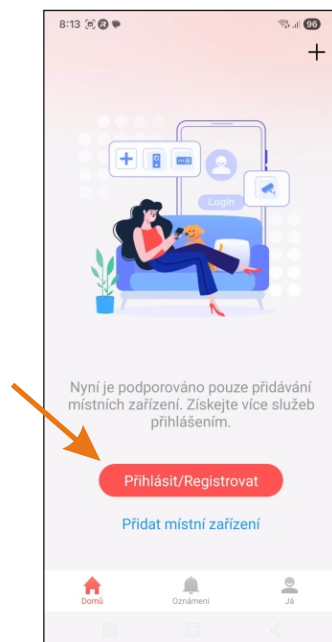 8:13
96
+
Login
Nyní je podporováno pouze přidávání
místních zařízení. Získejte více služeb
přihlášením.
Přihlásit/Registrovat
Přidat místní zařízení
Domů Oznámení Já